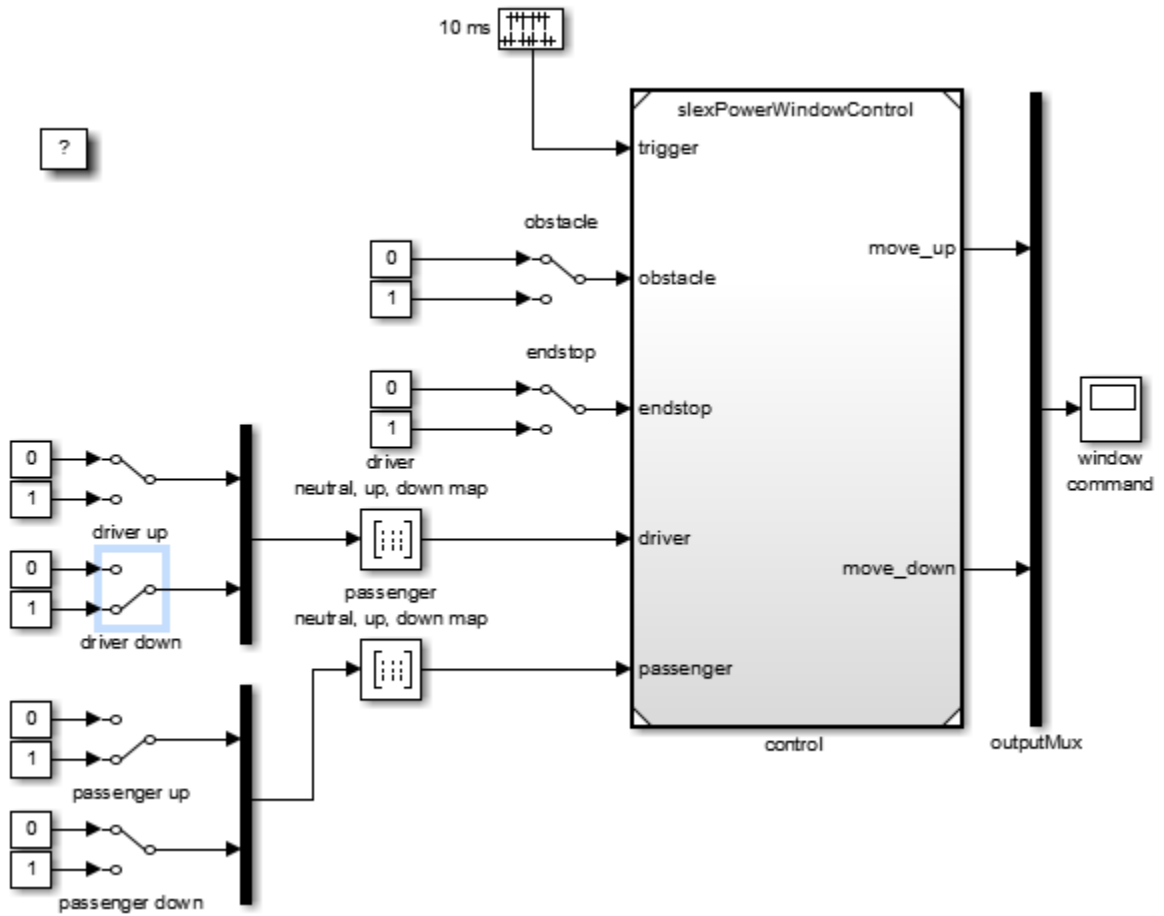 10 ms
?
slexPowerWindowControl
trigger
obstacle
0
1
obstacle
move_up
endstop
0
1
endstop
driver
neutral, up, down map
window
command
0
1
driver up
driver
0
1
driver down
move_down
passenger
neutral, up, down map
passenger
0
1
passenger up
control
outputMux
0
1
passenger down